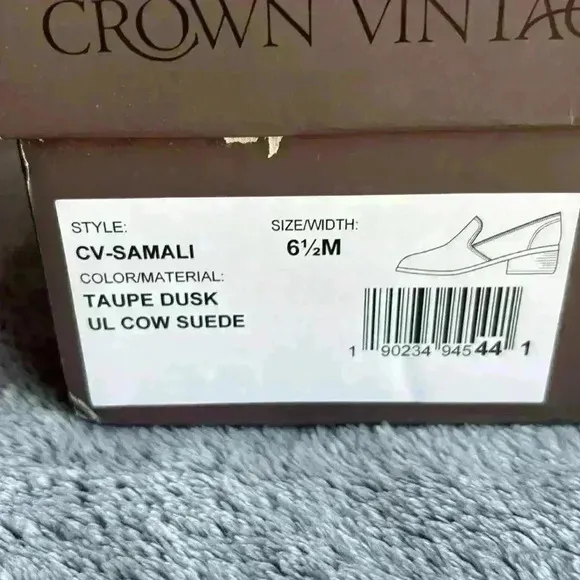 CROWN VINTAG
STYLE:
SIZE/WIDTH:
CV-SAMALI
6½M
COLOR/MATERIAL:
TAUPE DUSK
UL COW SUEDE
1 90234 94544 1